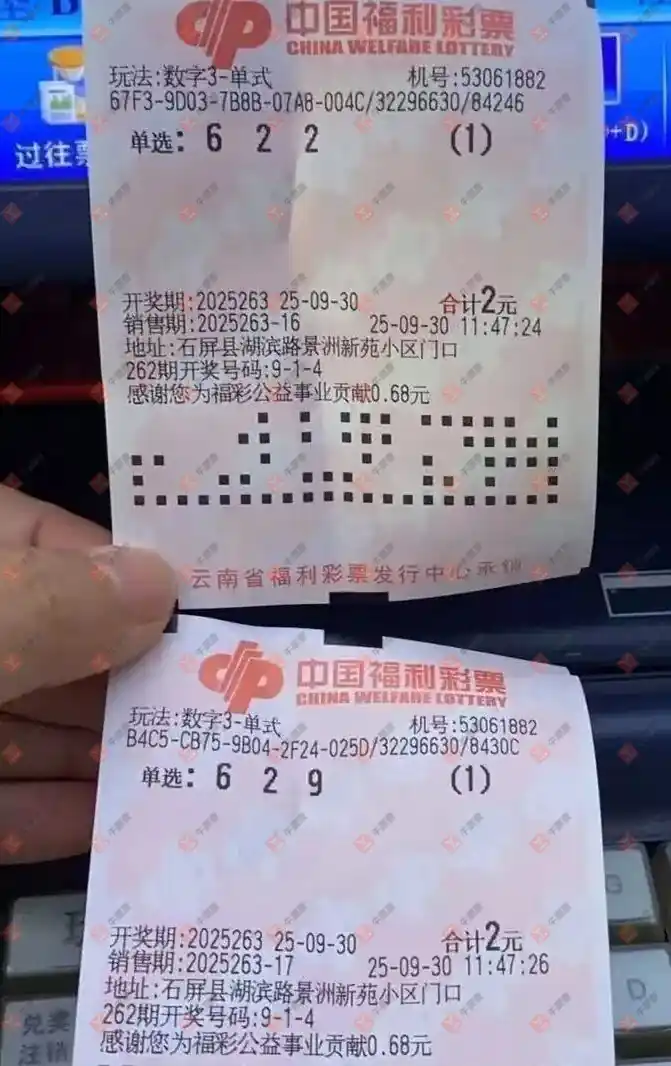 过往票
+D)
中国福利彩票
CHINA WELFARE LOTTERY
玩法:数字3-单式 机号:53061882
67F3-9D03-7B8B-07A8-004C/32296630/84246
单选: 6 2 2 (1)
开奖期:2025263 25-09-30 合计2元
销售期:2025263-16 25-09-30 11:47:24
地址:石屏县湖滨路景洲新苑小区门口
262期开奖号码:9-1-4
感谢您为福彩公益事业贡献0.68元
云南省福利彩票发行中心承销
中国福利彩票
CHINA WELFARE LOTTERY
玩法:数字3-单式 机号:53061882
B4C5-CB75-9B04-2F24-025D/32296630/8430C
单选: 6 2 9 (1)
开奖期:2025263 25-09-30 合计2元
销售期:2025263-17 25-09-30 11:47:26
地址:石屏县湖滨路景洲新苑小区门口
262期开奖号码:9-1-4
感谢您为福彩公益事业贡献0.68元
G
D
兑奖
注销